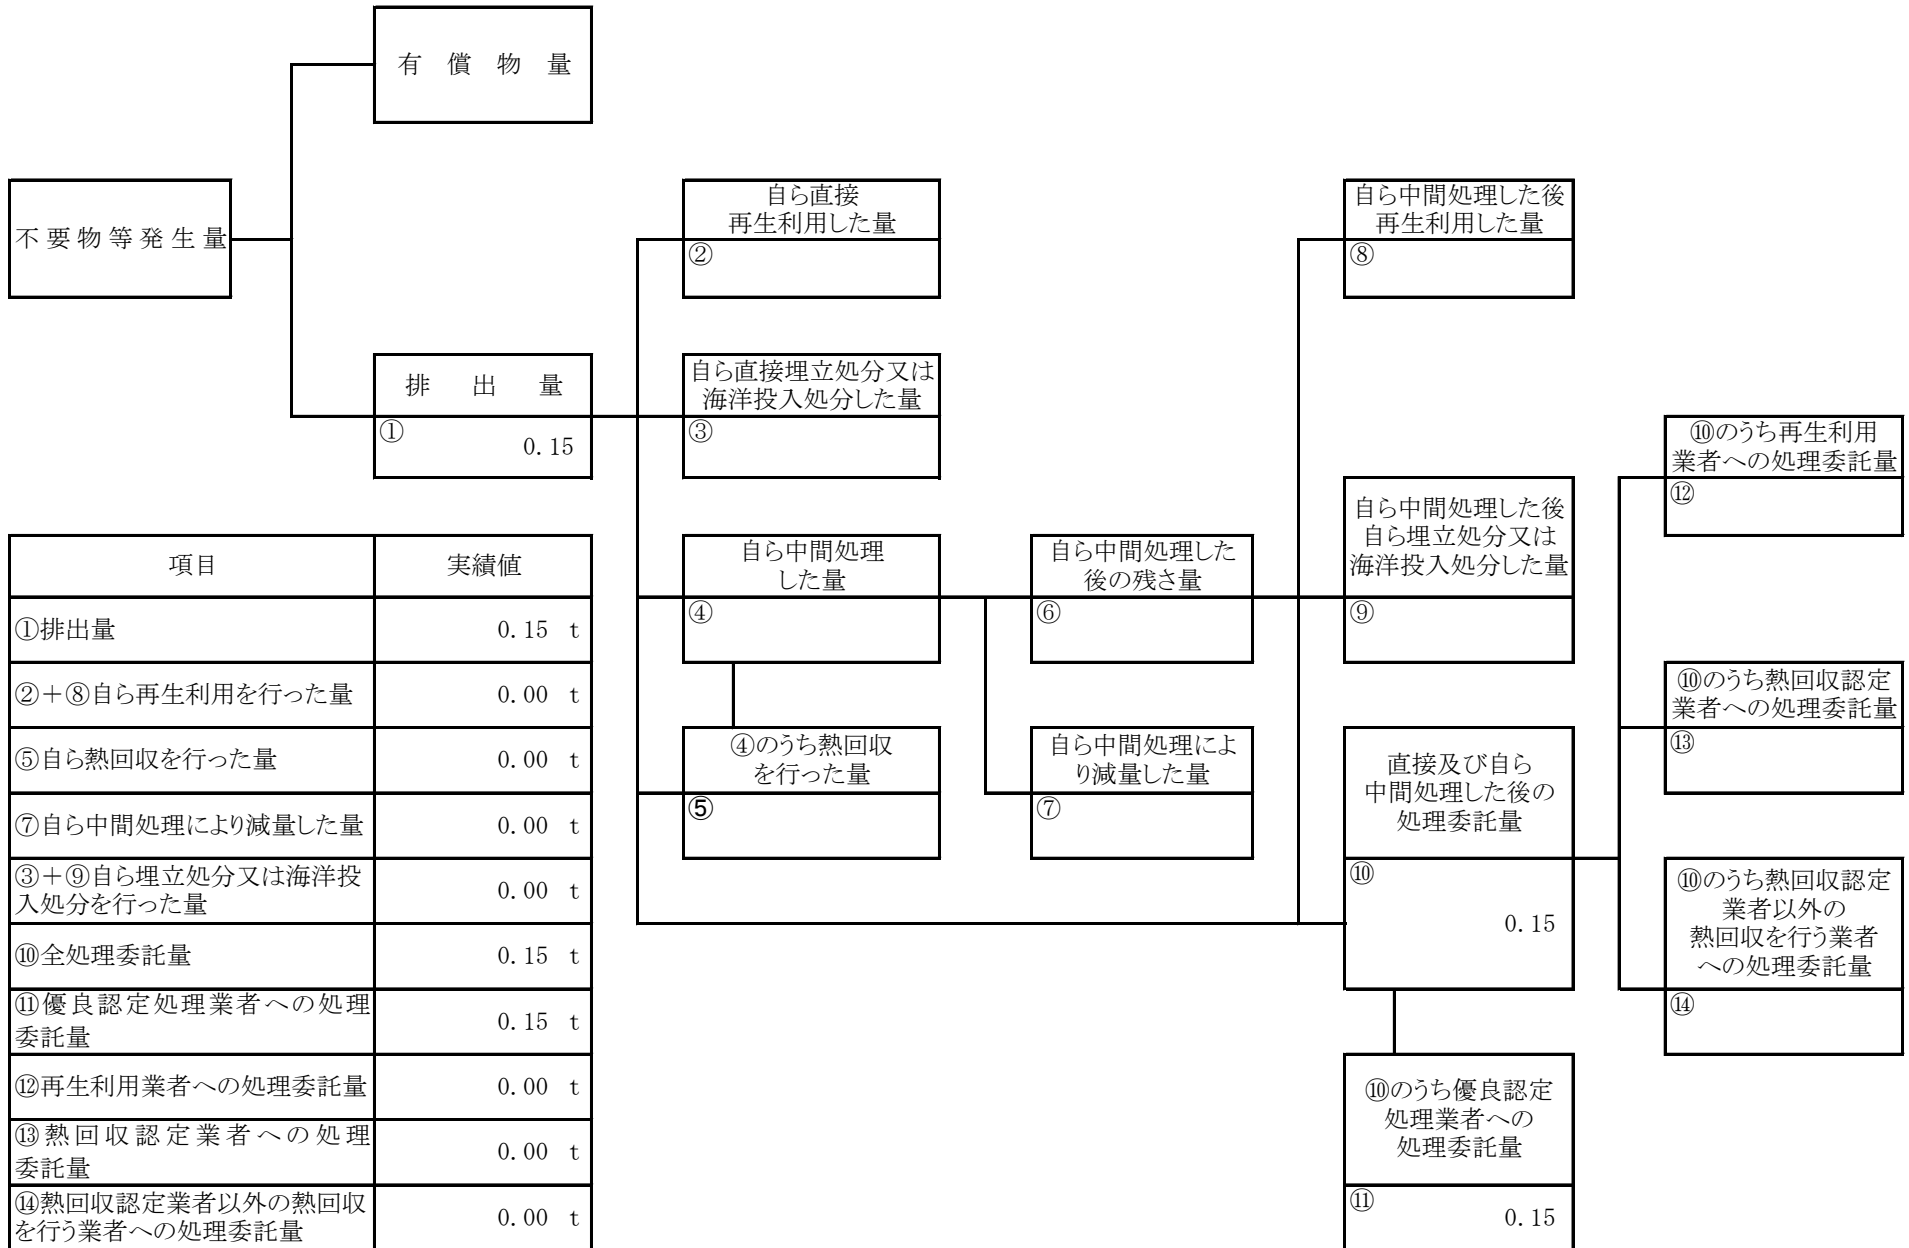 有　償　物　量
不要物等発生量
自ら直接
再生利用した量
②
自ら中間処理した後
再生利用した量
⑧
排　出　量
①
0.15
自ら直接埋立処分又は
海洋投入処分した量
③
⑩のうち再生利用
業者への処理委託量
⑫
自ら中間処理
した量
④
自ら中間処理した
後の残さ量
⑥
自ら中間処理した後
自ら埋立処分又は
海洋投入処分した量
⑨
⑩のうち熱回収認定
業者への処理委託量
⑬
④のうち熱回収
を行った量
⑤
自ら中間処理によ
り減量した量
⑦
直接及び自ら
中間処理した後の
処理委託量
⑩
0.15
⑩のうち熱回収認定
業者以外の
熱回収を行う業者
への処理委託量
⑭
⑩のうち優良認定
処理業者への
処理委託量
⑪
0.15
項目　実績値
①排出量　0.15 t
②＋⑧自ら再生利用を行った量　0.00 t
⑤自ら熱回収を行った量　0.00 t
⑦自ら中間処理により減量した量　0.00 t
③＋⑨自ら埋立処分又は海洋投
入処分を行った量　0.00 t
⑩全処理委託量　0.15 t
⑪優良認定処理業者への処理
委託量　0.15 t
⑫再生利用業者への処理委託量　0.00 t
⑬熱回収認定業者への処理
委託量　0.00 t
⑭熱回収認定業者以外の熱回収
を行う業者への処理委託量　0.00 t